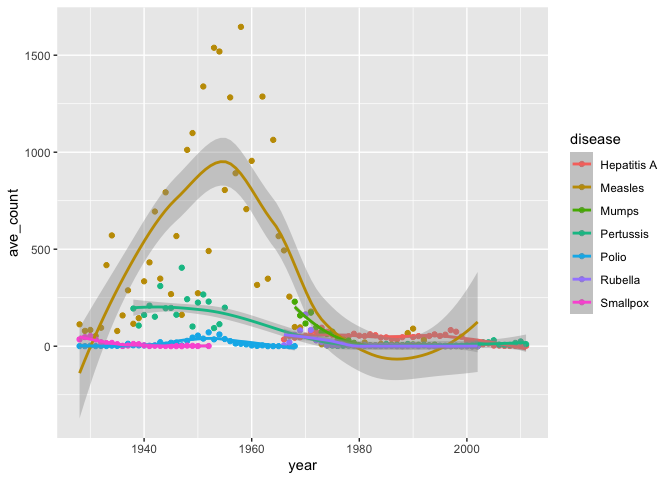 1500
1000
500
0
ave_count
1940
1960
1980
2000
year
disease
Hepatitis A
Measles
Mumps
Pertussis
Polio
Rubella
Smallpox